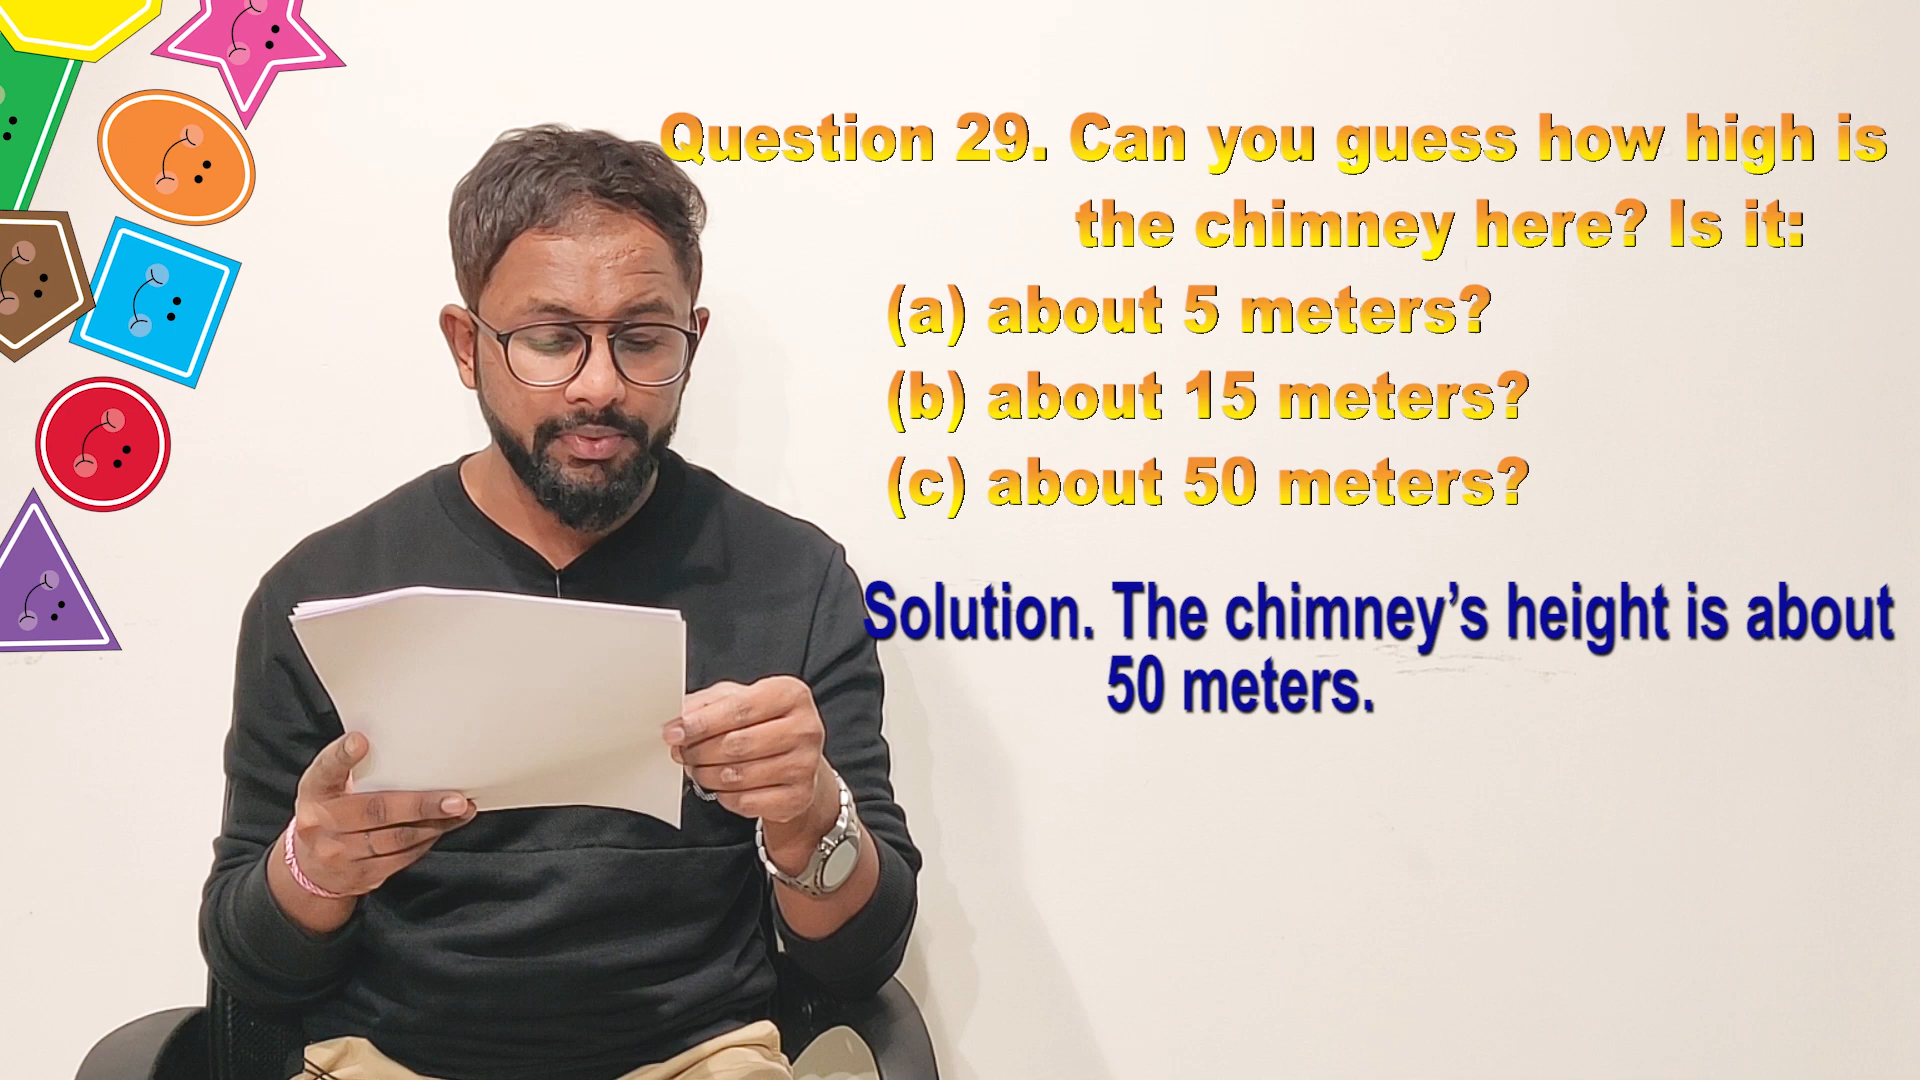 Question 29. Can you guess how high is
the chimney here? Is it:
(a) about 5 meters?
(b) about 15 meters?
(c) about 50 meters?
Solution. The chimney’s height is about
50 meters.